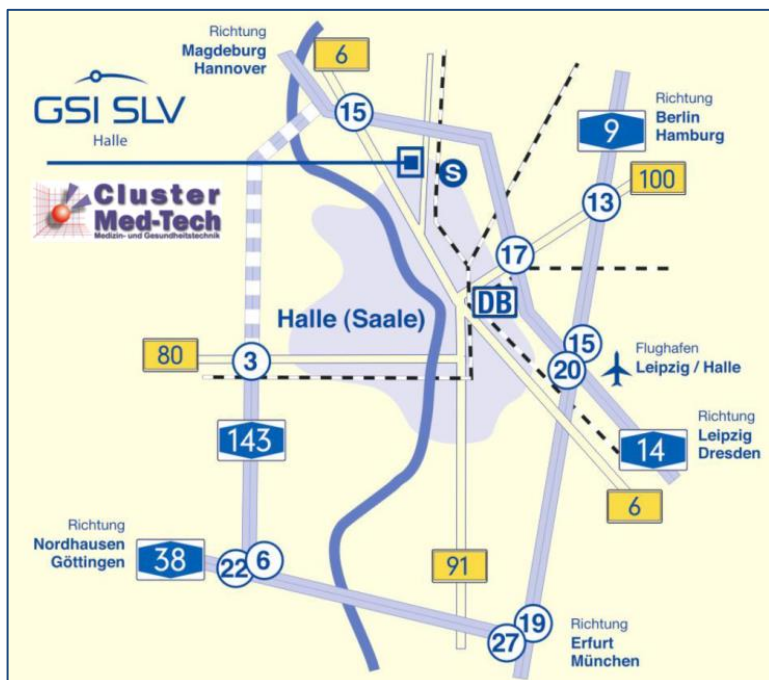 Richtung
Magdeburg
Hannover
6
GSI SLV
Halle
15
Richtung
Berlin
Hamburg
9
S
100
13
Cluster
Med-Tech
Medizin- und Gesundheitstechnik
17
DB
Halle (Saale)
80
3
15
20
Flughafen
Leipzig / Halle
143
Richtung
Leipzig
Dresden
14
6
Richtung
Nordhausen
Göttingen
38
22
6
91
19
27
Richtung
Erfurt
München